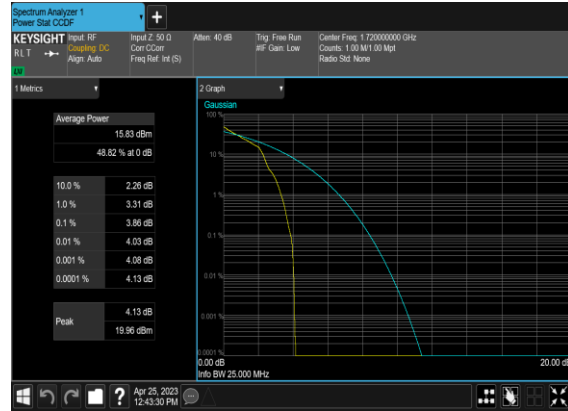 Spectrum Analyzer 1
Power Stat CCDF
KEYSIGHT
RLT
LXI
Input: RF
Coupling: DC
Align: Auto
Input Z: 50 Ω
Corr CCorr
Freq Ref: Int (S)
Atten: 40 dB
Trig: Free Run
#IF Gain: Low
Center Freq: 1.720000000 GHz
Counts: 1.00 M/1.00 Mpt
Radio Std: None
1 Metrics
Average Power
15.83 dBm
48.82 % at 0 dB
10.0 % 2.26 dB
1.0 % 3.31 dB
0.1 % 3.86 dB
0.01 % 4.03 dB
0.001 % 4.08 dB
0.0001 % 4.13 dB
Peak
4.13 dB
19.96 dBm
2 Graph
Gaussian
100 %
10 %
1 %
0.1 %
0.01 %
0.001 %
0.0001 %
0.00 dB
20.00 dB
Info BW 25.000 MHz
Apr 25, 2023
12:43:30 PM